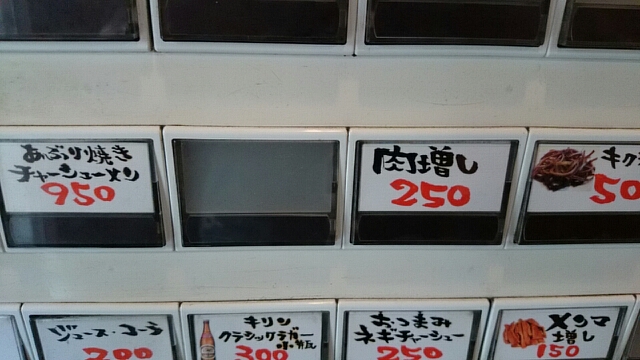 あぶり焼き
チャーシューメン
950
肉増し
250
キク
50
ジュース・コーラ
200
キリン
クラシックラガー
小瓶
300
おつまみ
ネギチャーシュー
250
メンマ
増し
150